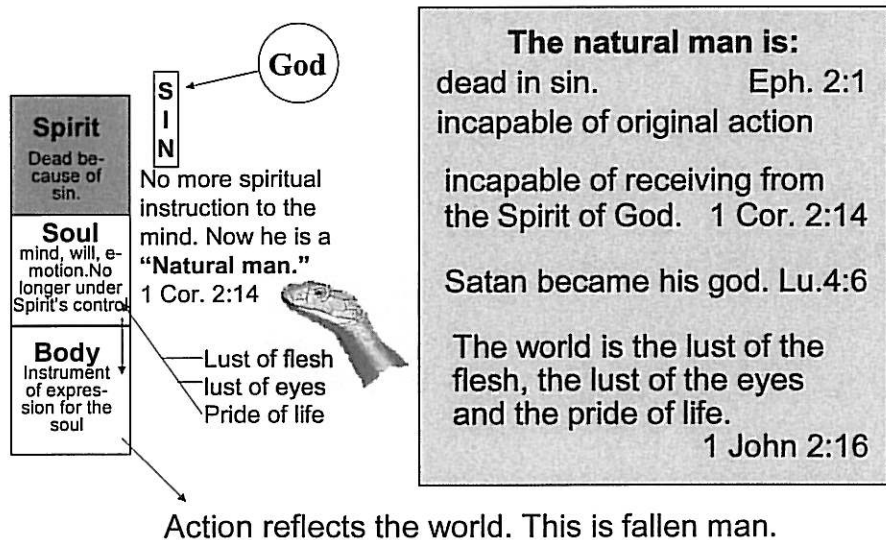 God
S
I
N
Spirit
Dead be-
cause of
sin.
Soul
mind, will, e-
motion.No
longer under
Spirit's control
Body
Instrument
of expres-
sion for the
soul
No more spiritual
instruction to the
mind. Now he is a
“Natural man.”
1 Cor. 2:14
Lust of flesh
lust of eyes
Pride of life
The natural man is:
dead in sin. Eph. 2:1
incapable of original action
incapable of receiving from
the Spirit of God. 1 Cor. 2:14
Satan became his god. Lu.4:6
The world is the lust of the
flesh, the lust of the eyes
and the pride of life.
1 John 2:16
Action reflects the world. This is fallen man.